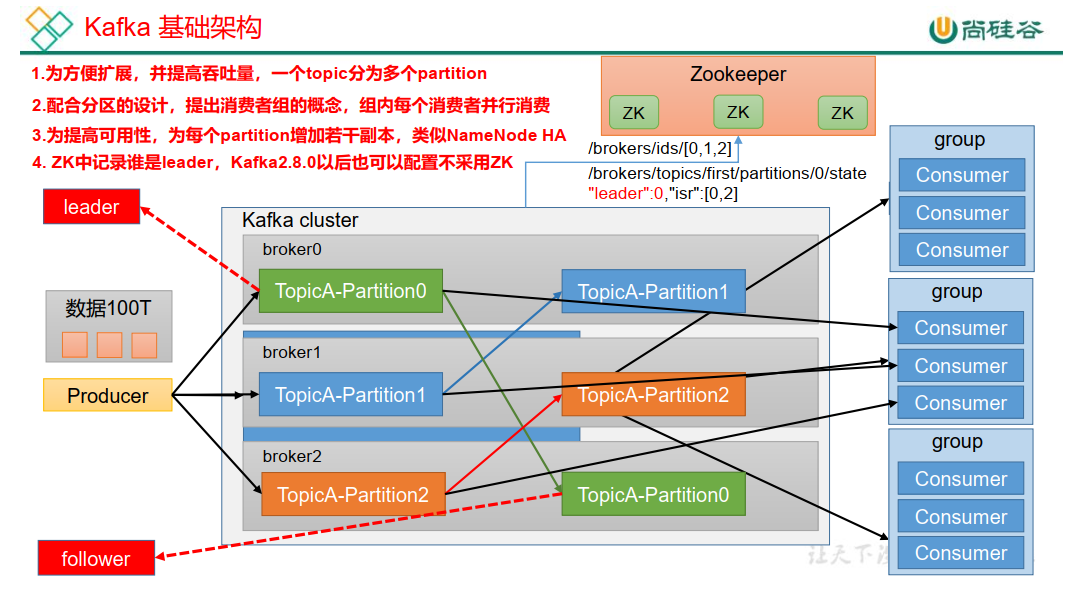 Kafka 基础架构
尚硅谷
1.为方便扩展，并提高吞吐量，一个topic分为多个partition
2.配合分区的设计，提出消费者组的概念，组内每个消费者并行消费
3.为提高可用性，为每个partition增加若干副本，类似NameNode HA
4. ZK中记录谁是leader，Kafka2.8.0以后也可以配置不采用ZK
Zookeeper
ZK
ZK
ZK
/brokers/ids/[0,1,2]
/brokers/topics/first/partitions/0/state
"leader":0,"isr":[0,2]
leader
数据100T
Producer
follower
Kafka cluster
broker0
TopicA-Partition0
TopicA-Partition1
broker1
TopicA-Partition1
TopicA-Partition2
broker2
TopicA-Partition2
TopicA-Partition0
group
Consumer
Consumer
Consumer
group
Consumer
Consumer
Consumer
group
Consumer
Consumer
Consumer
让天下